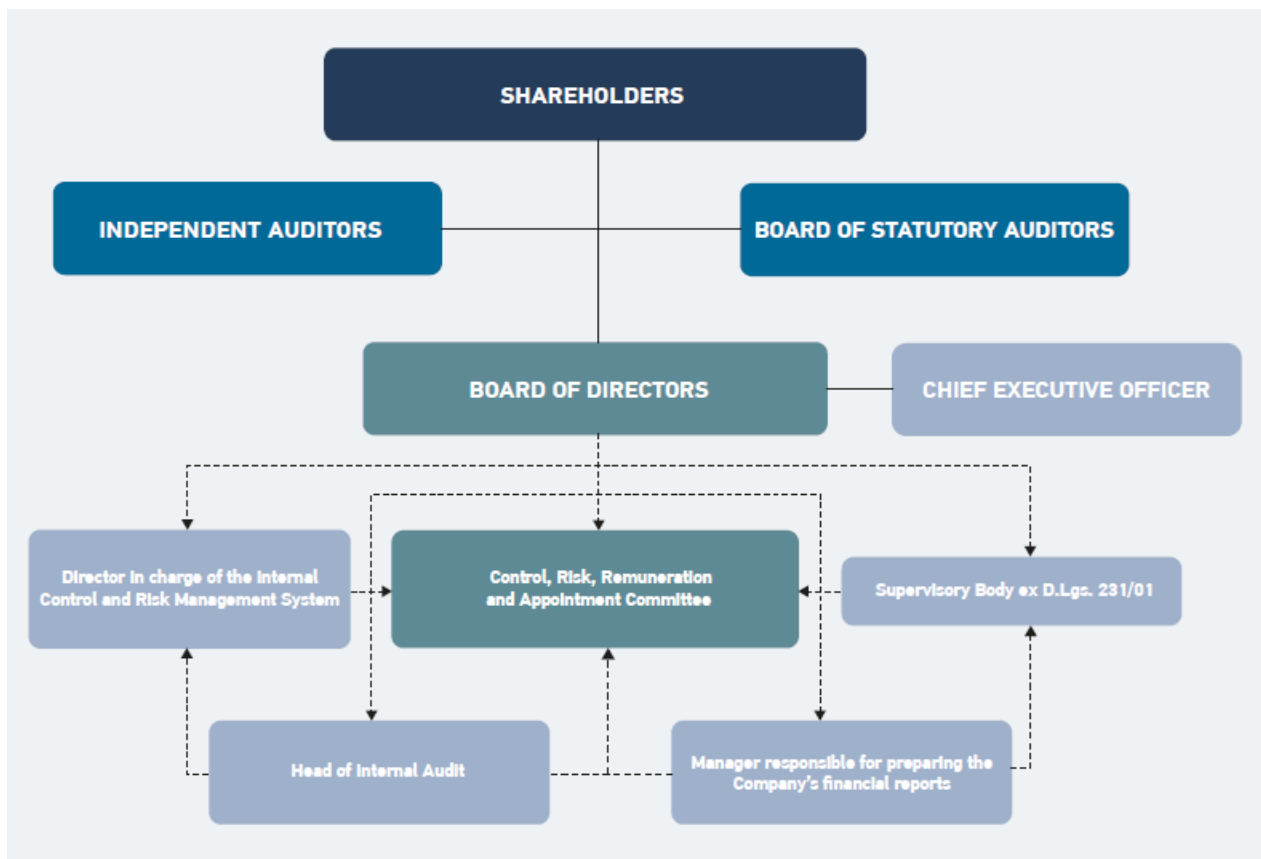 SHAREHOLDERS
INDEPENDENT AUDITORS
BOARD OF STATUTORY AUDITORS
BOARD OF DIRECTORS
CHIEF EXECUTIVE OFFICER
Director in charge of the Internal
Control and Risk Management System
Control, Risk, Remuneration
and Appointment Committee
Supervisory Body ex D.Lgs. 231/01
Head of Internal Audit
Manager responsible for preparing the
Company's financial reports